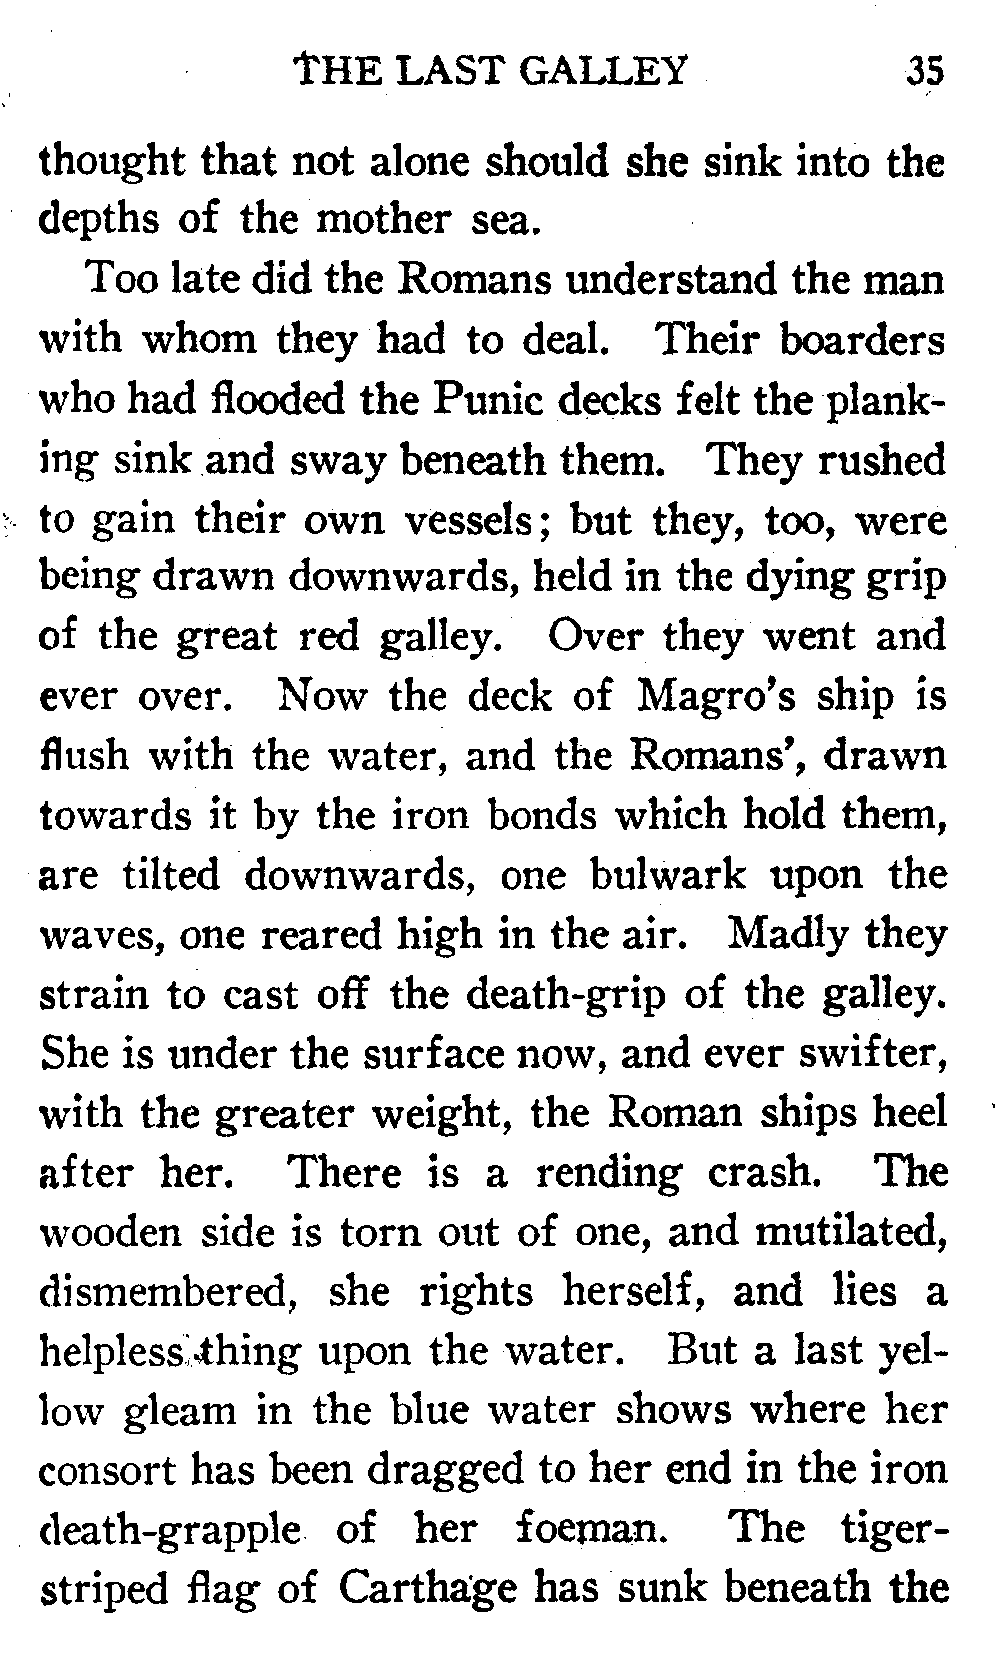 THE LAST GALLEY 35
thought that not alone should she sink into the
depths of the mother sea.
Too late did the Romans understand the man
with whom they had to deal. Their boarders
who had flooded the Punic decks felt the plank-
ing sink and sway beneath them. They rushed
to gain their own vessels; but they, too, were
being drawn downwards, held in the dying grip
of the great red galley. Over they went and
ever over. Now the deck of Magro's ship is
flush with the water, and the Romans', drawn
towards it by the iron bonds which hold them,
are tilted downwards, one bulwark upon the
waves, one reared high in the air. Madly they
strain to cast off the death-grip of the galley.
She is under the surface now, and ever swifter,
with the greater weight, the Roman ships heel
after her. There is a rending crash. The
wooden side is torn out of one, and mutilated,
dismembered, she rights herself, and lies a
helpless thing upon the water. But a last yel-
low gleam in the blue water shows where her
consort has been dragged to her end in the iron
death-grapple of her foeman. The tiger-
striped flag of Carthage has sunk beneath the